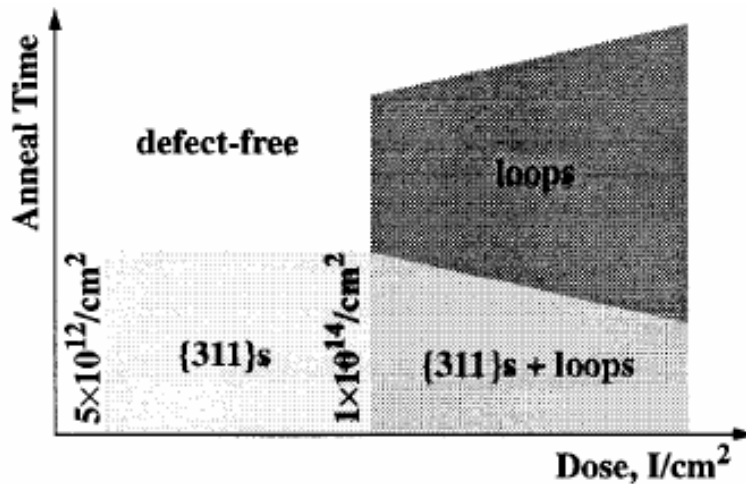 Anneal Time
defect-free
loops
5×10¹²/cm²
{311}s
1×10¹⁴/cm²
{311}s + loops
Dose, I/cm²